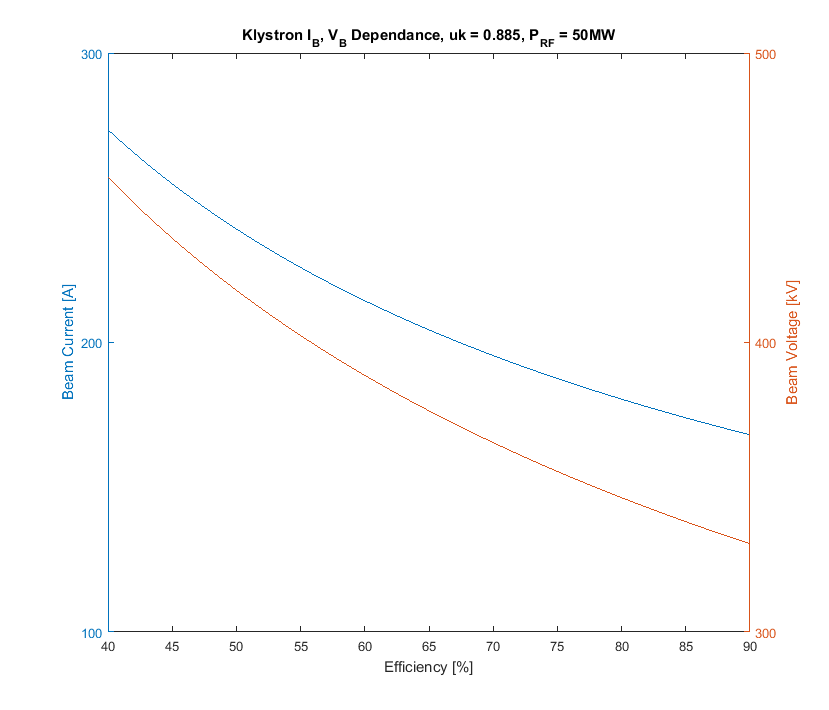 Klystron I_B, V_B Dependance, uk = 0.885, P_RF = 50MW
300
200
100
Beam Current [A]
500
400
300
Beam Voltage [kV]
40 45 50 55 60 65 70 75 80 85 90
Efficiency [%]